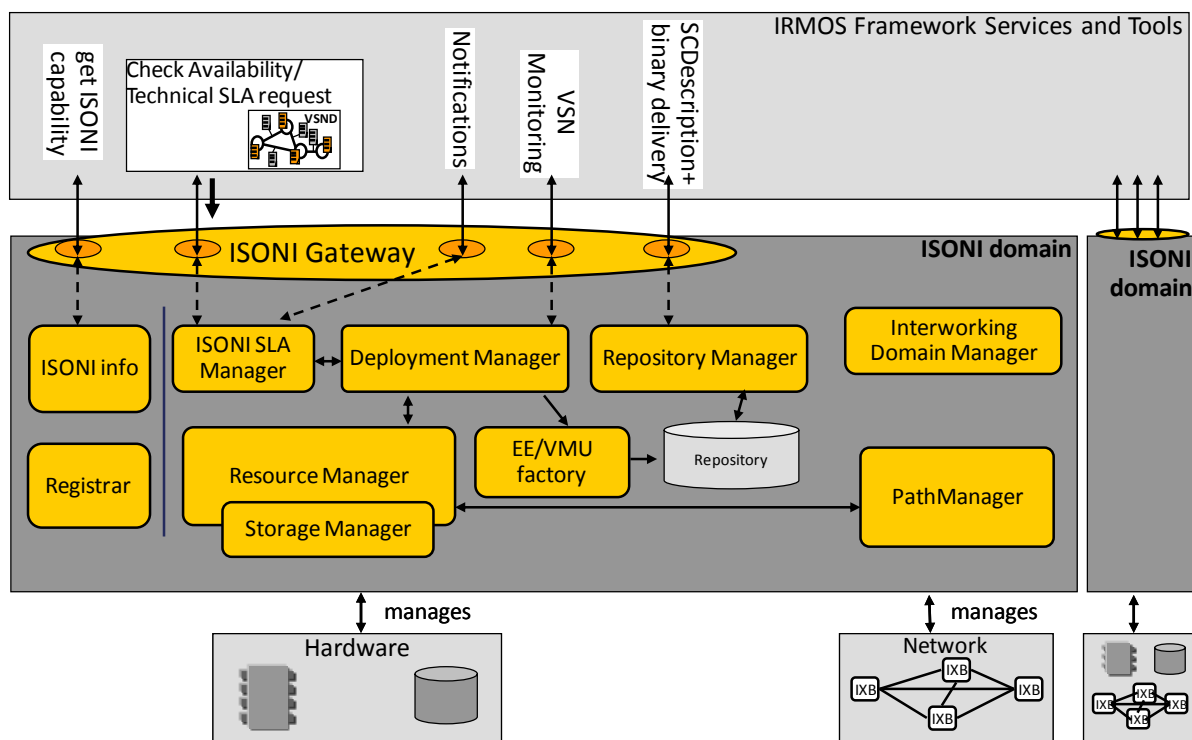 IRMOS Framework Services and Tools
get ISONI
capability
Check Availability/
Technical SLA request
VSND
Notifications
VSN
Monitoring
SCDescription+
binary delivery
ISONI Gateway
ISONI domain
ISONI
domain
ISONI info
ISONI SLA
Manager
Deployment Manager
Repository Manager
Interworking
Domain Manager
Registrar
Resource Manager
Storage Manager
EE/VMU
factory
Repository
PathManager
manages
manages
Hardware
Network
IXB
IXB
IXB
IXB
IXB
IXB
IXB
IXB